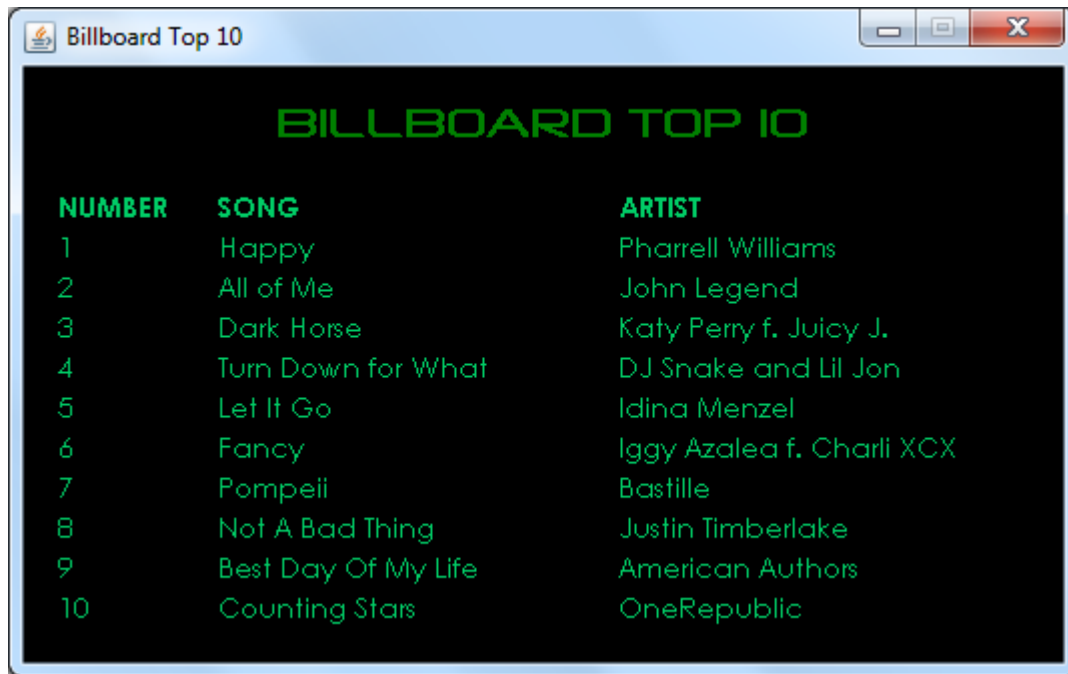 Billboard Top 10
BILLBOARD TOP 10
NUMBER SONG ARTIST
1 Happy Pharrell Williams
2 All of Me John Legend
3 Dark Horse Katy Perry f. Juicy J.
4 Turn Down for What DJ Snake and Lil Jon
5 Let It Go Idina Menzel
6 Fancy Iggy Azalea f. Charli XCX
7 Pompeii Bastille
8 Not A Bad Thing Justin Timberlake
9 Best Day Of My Life American Authors
10 Counting Stars OneRepublic